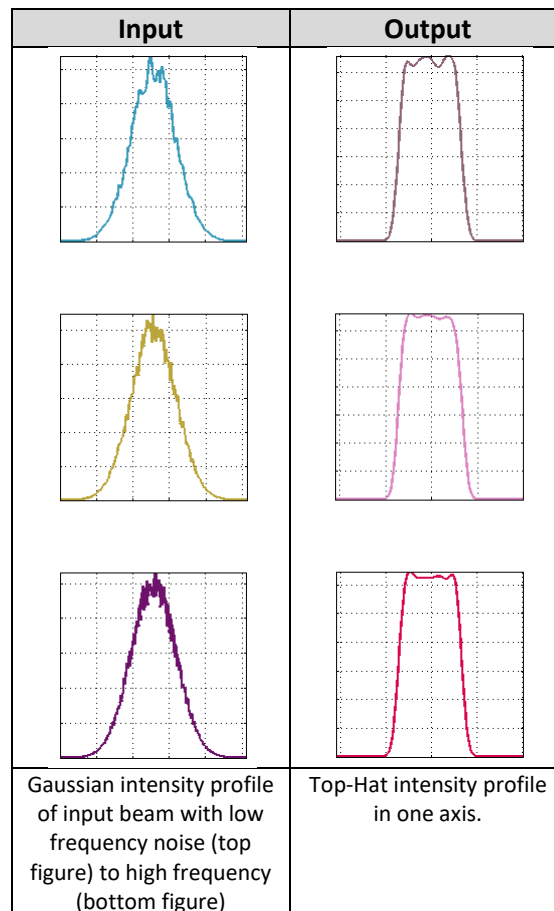 Input
Output
Gaussian intensity profile
of input beam with low
frequency noise (top
figure) to high frequency
(bottom figure)
Top-Hat intensity profile
in one axis.